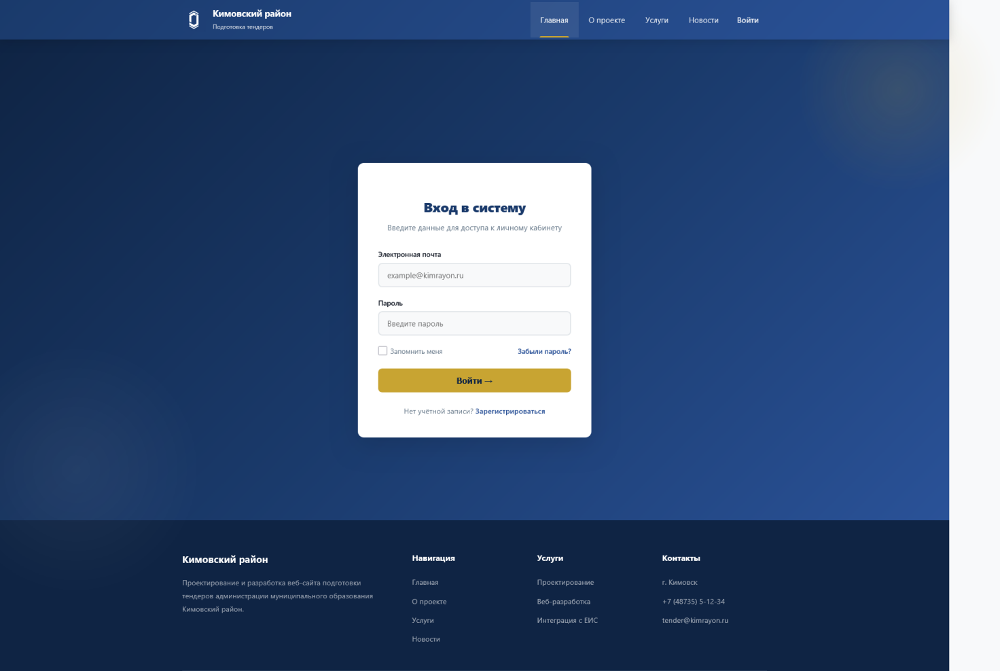 Кимовский район
Подготовка тендеров
Главная
О проекте
Услуги
Новости
Войти
Вход в систему
Введите данные для доступа к личному кабинету
Электронная почта
example@kimrayon.ru
Пароль
Введите пароль
Запомнить меня
Забыли пароль?
Войти →
Нет учётной записи? Зарегистрироваться
Кимовский район
Проектирование и разработка веб-сайта подготовки
тендеров администрации муниципального образования
Кимовский район.
Навигация
Главная
О проекте
Услуги
Новости
Услуги
Проектирование
Веб-разработка
Интеграция с ЕИС
Контакты
г. Кимовск
+7 (48735) 5-12-34
tender@kimrayon.ru